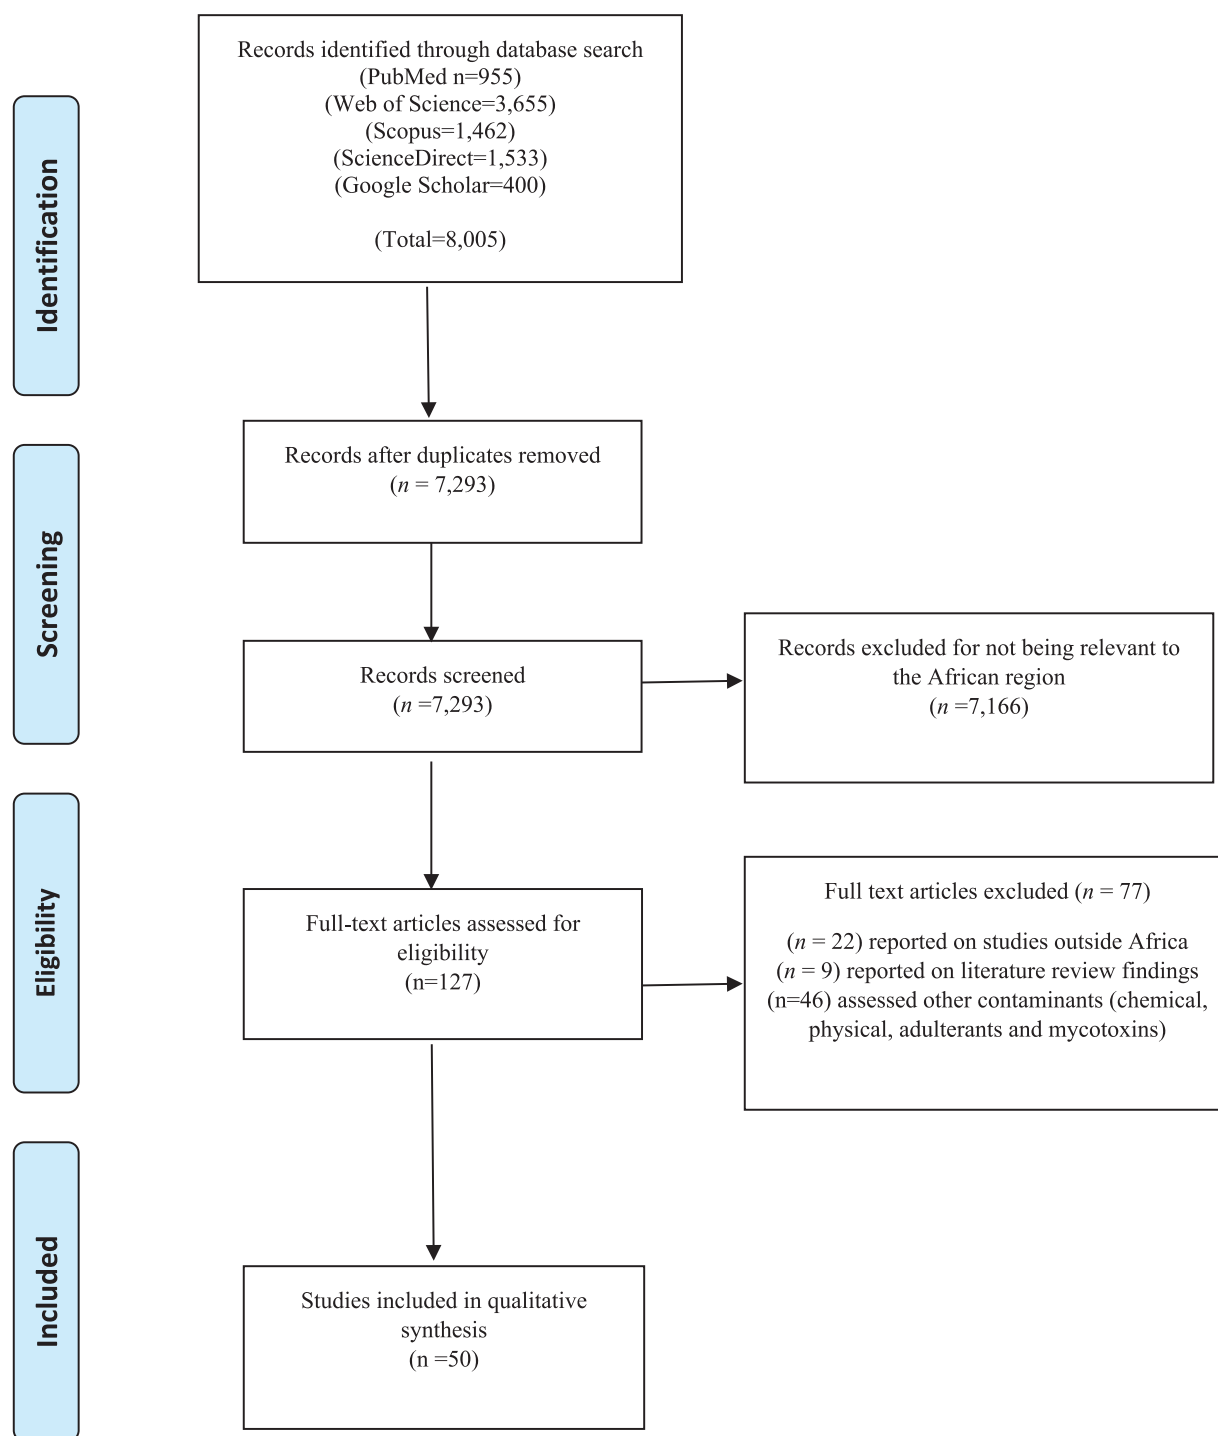 Identification
Records identified through database search
(PubMed n=955)
(Web of Science=3,655)
(Scopus=1,462)
(ScienceDirect=1,533)
(Google Scholar=400)
(Total=8,005)
Screening
Records after duplicates removed
(n = 7,293)
Records screened
(n =7,293)
Records excluded for not being relevant to
the African region
(n =7,166)
Eligibility
Full-text articles assessed for
eligibility
(n=127)
Full text articles excluded (n = 77)
(n = 22) reported on studies outside Africa
(n = 9) reported on literature review findings
(n=46) assessed other contaminants (chemical,
physical, adulterants and mycotoxins)
Included
Studies included in qualitative
synthesis
(n =50)